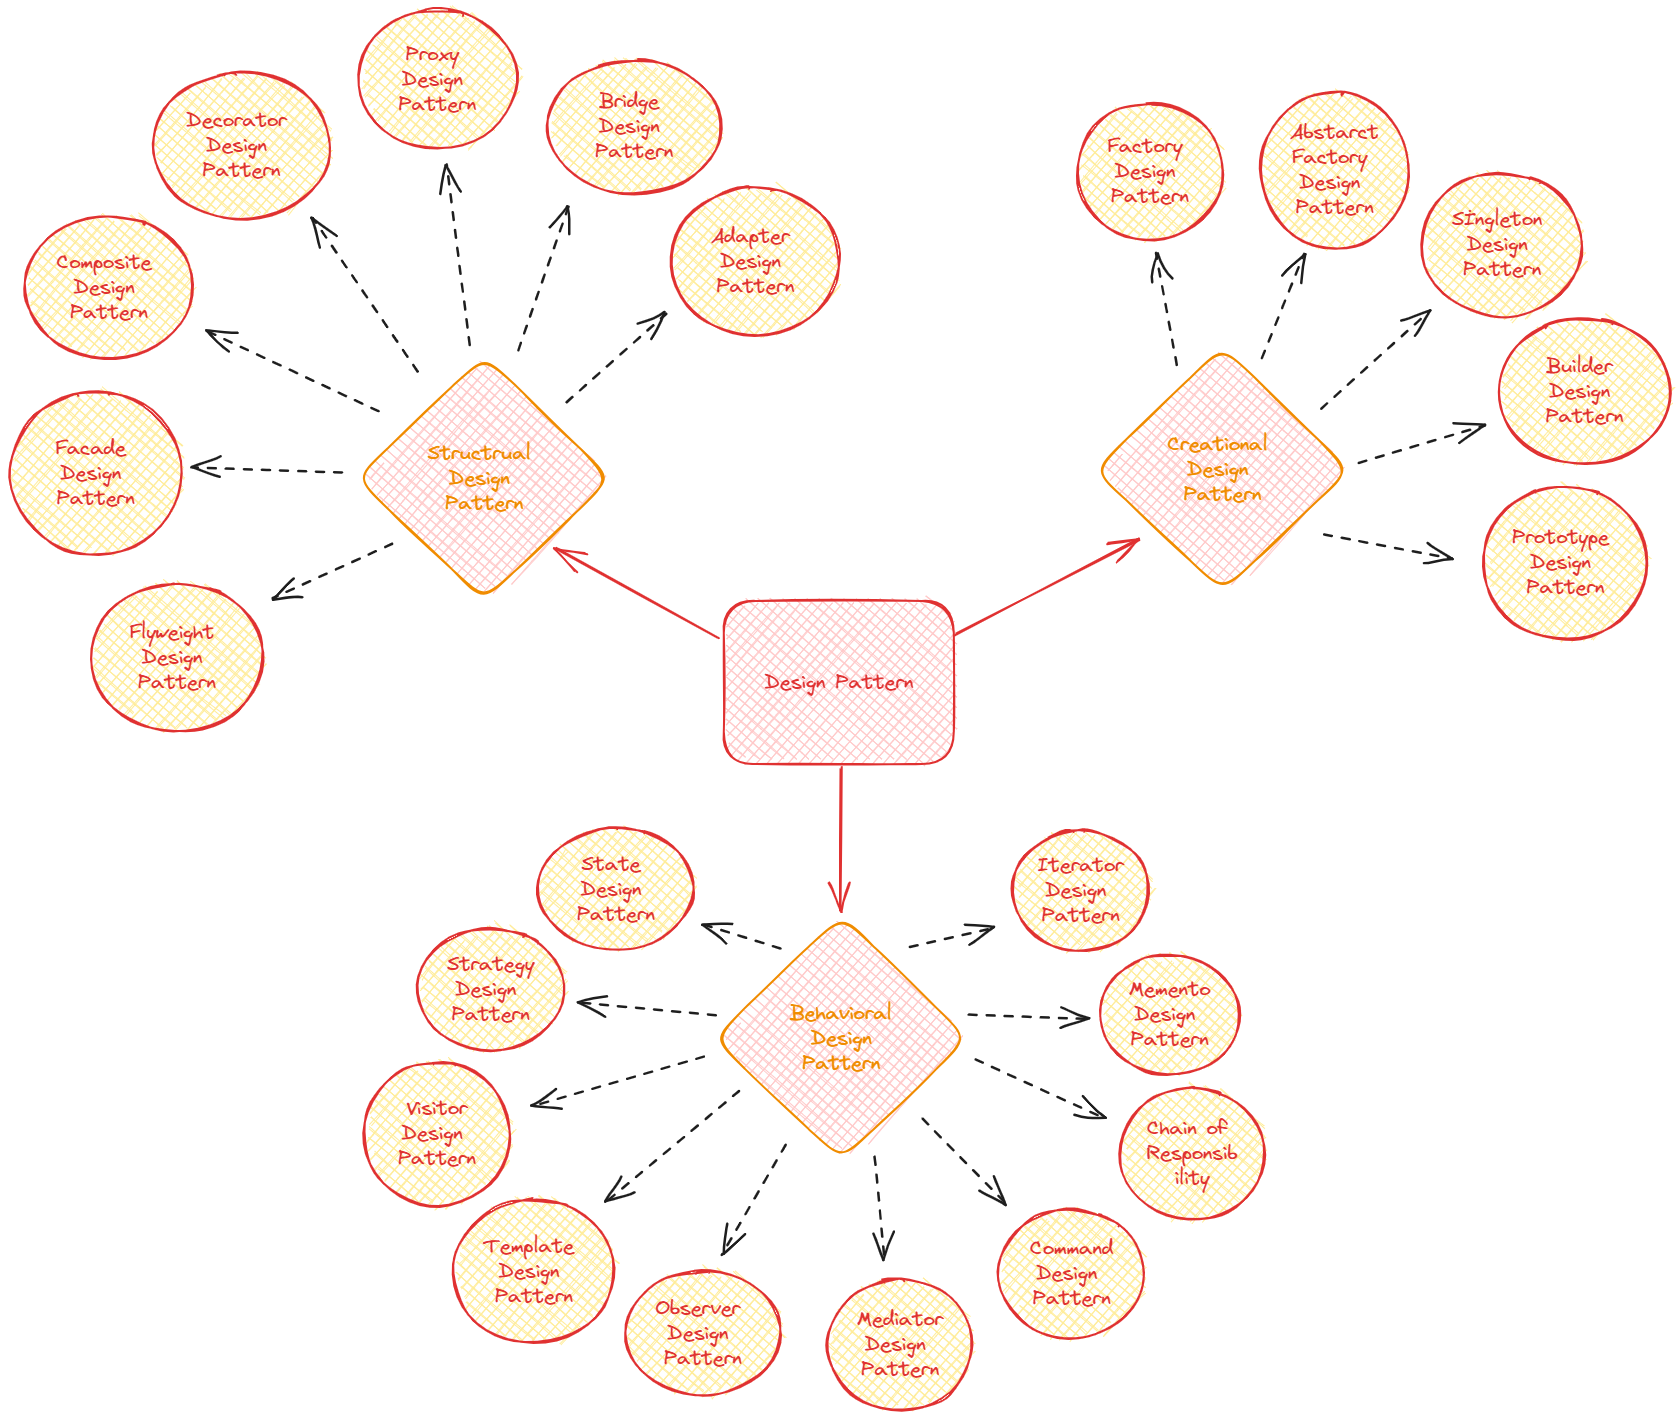 Proxy
Design
Pattern
Bridge
Design
Pattern
Decorator
Design
Pattern
Adapter
Design
Pattern
Composite
Design
Pattern
Facade
Design
Pattern
Flyweight
Design
Pattern
Structrual
Design
Pattern
Factory
Design
Pattern
Abstarct
Factory
Design
Pattern
SIngleton
Design
Pattern
Builder
Design
Pattern
Prototype
Design
Pattern
Creational
Design
Pattern
Design Pattern
State
Design
Pattern
Iterator
Design
Pattern
Strategy
Design
Pattern
Memento
Design
Pattern
Behavioral
Design
Pattern
Visitor
Design
Pattern
Chain of
Responsib
ility
Template
Design
Pattern
Command
Design
Pattern
Observer
Design
Pattern
Mediator
Design
Pattern